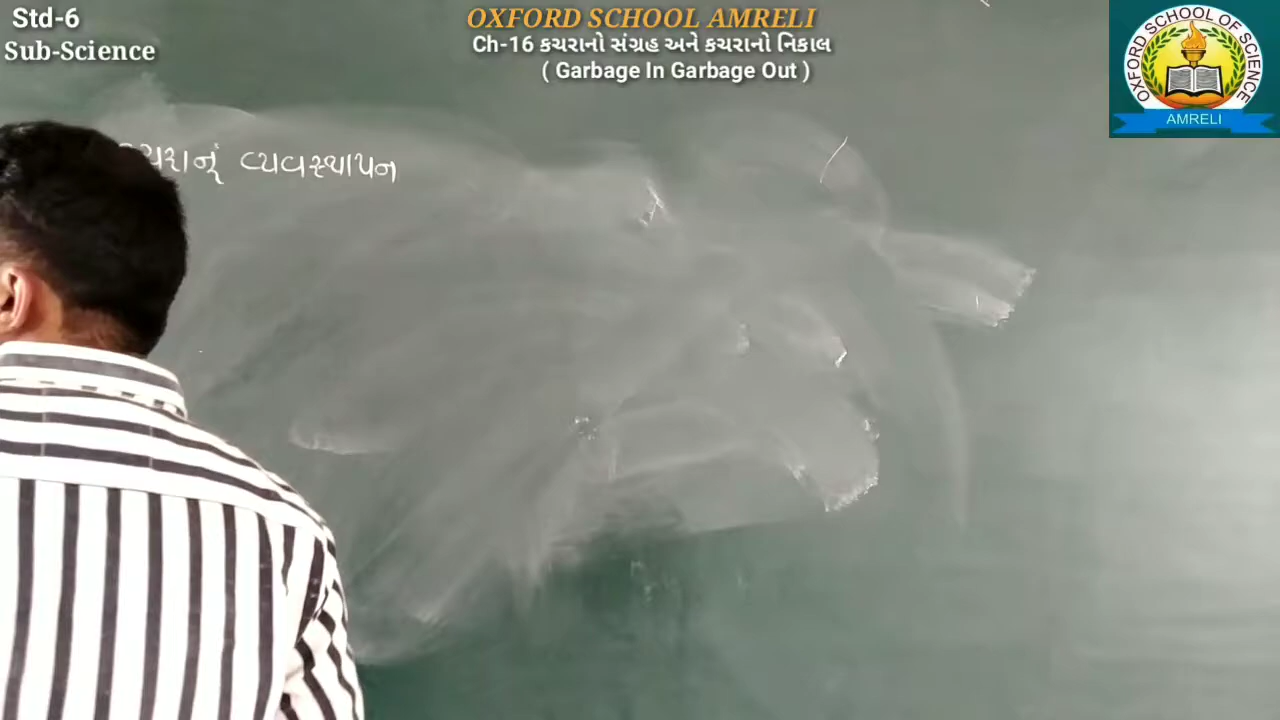 Std-6
Sub-Science
OXFORD SCHOOL AMRELI
Ch-16 કચરાનો સંગ્રહ અને કચરાનો નિકાલ
( Garbage In Garbage Out )
OXFORD SCHOOL OF SCIENCE
AMRELI
વ્યવસ્થાપન